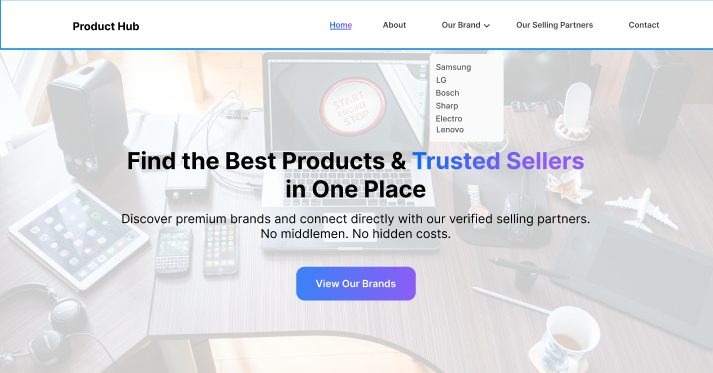 Product Hub
Home About Our Brand Our Selling Partners Contact
Samsung
LG
Bosch
Sharp
Electro
Lenovo
START
ENGINE
STOP
Find the Best Products & Trusted Sellers
in One Place
Discover premium brands and connect directly with our verified selling partners.
No middlemen. No hidden costs.
View Our Brands